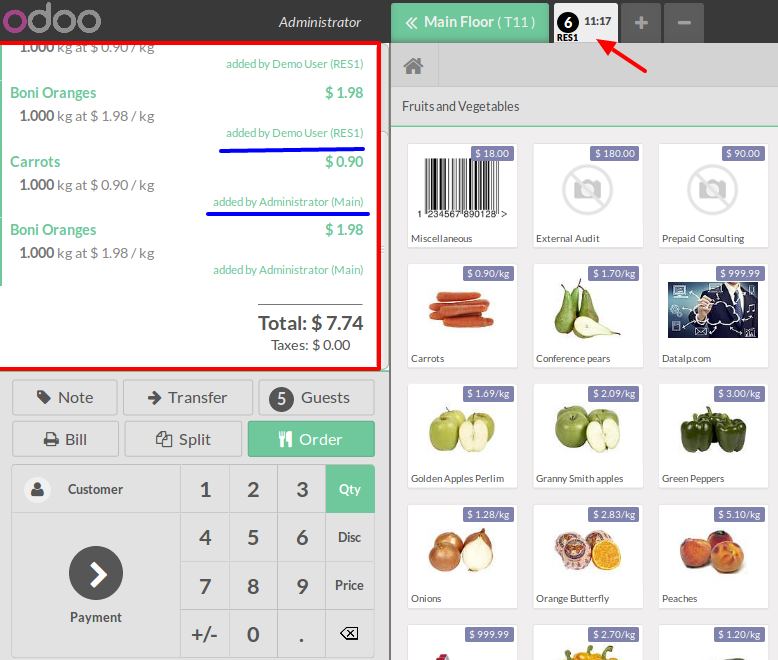 odoo
Administrator
Main Floor ( T11 )
6
11:17
RES1
1.000 kg at $ 0.90 / kg
added by Demo User (RES1)
Boni Oranges
$ 1.98
1.000 kg at $ 1.98 / kg
added by Demo User (RES1)
Carrots
$ 0.90
1.000 kg at $ 0.90 / kg
added by Administrator (Main)
Boni Oranges
$ 1.98
1.000 kg at $ 1.98 / kg
added by Administrator (Main)
Total: $ 7.74
Taxes: $ 0.00
Note
Transfer
5 Guests
Bill
Split
Order
Customer
1 2 3 Qty
4 5 6 Disc
7 8 9 Price
+/- 0 .
Payment
Fruits and Vegetables
$ 18.00
1 234567 890128 >
Miscellaneous
$ 180.00
External Audit
$ 90.00
Prepaid Consulting
$ 0.90/kg
Carrots
$ 1.70/kg
Conference pears
$ 999.99
Datalp.com
$ 1.69/kg
Golden Apples Perlim
$ 2.09/kg
Granny Smith apples
$ 3.00/kg
Green Peppers
$ 1.28/kg
Onions
$ 2.83/kg
Orange Butterfly
$ 5.10/kg
Peaches
$ 999.99
$ 2.70/kg
$ 1.20/kg